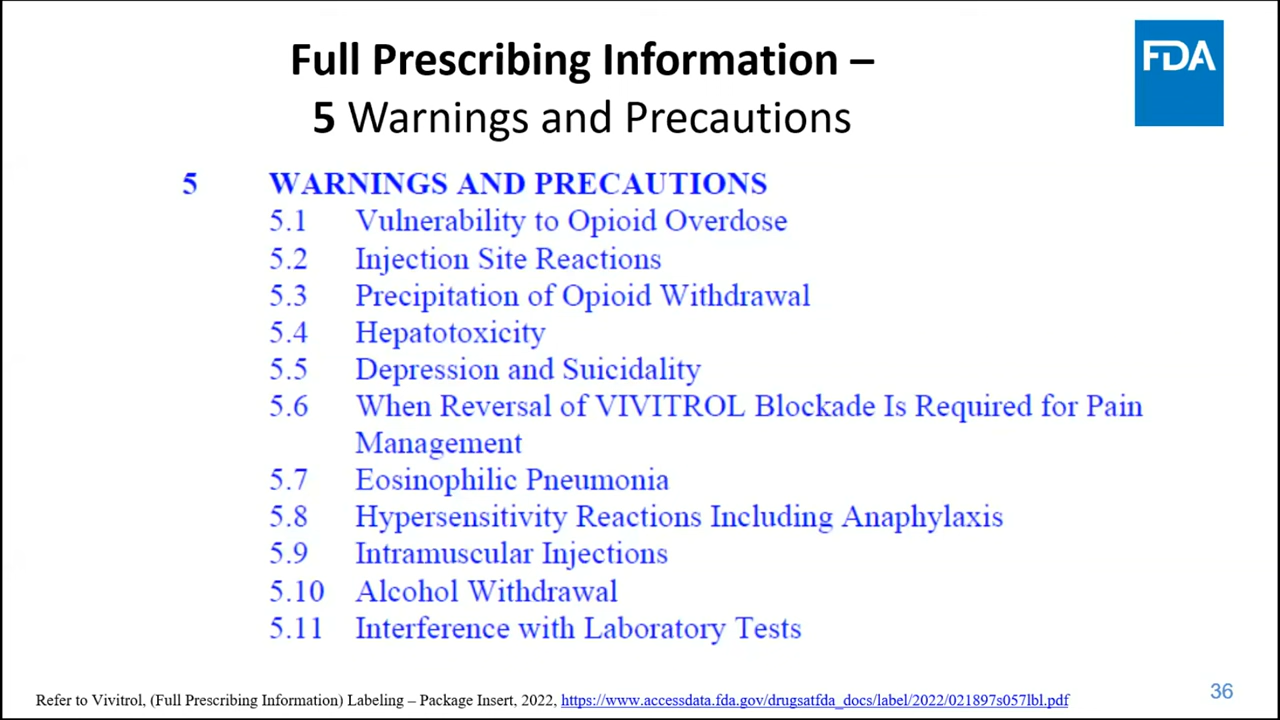 Full Prescribing Information –
5 Warnings and Precautions
FDA
5 WARNINGS AND PRECAUTIONS
5.1 Vulnerability to Opioid Overdose
5.2 Injection Site Reactions
5.3 Precipitation of Opioid Withdrawal
5.4 Hepatotoxicity
5.5 Depression and Suicidality
5.6 When Reversal of VIVITROL Blockade Is Required for Pain
Management
5.7 Eosinophilic Pneumonia
5.8 Hypersensitivity Reactions Including Anaphylaxis
5.9 Intramuscular Injections
5.10 Alcohol Withdrawal
5.11 Interference with Laboratory Tests
Refer to Vivitrol, (Full Prescribing Information) Labeling – Package Insert, 2022, https://www.accessdata.fda.gov/drugsatfda_docs/label/2022/021897s057lbl.pdf
36